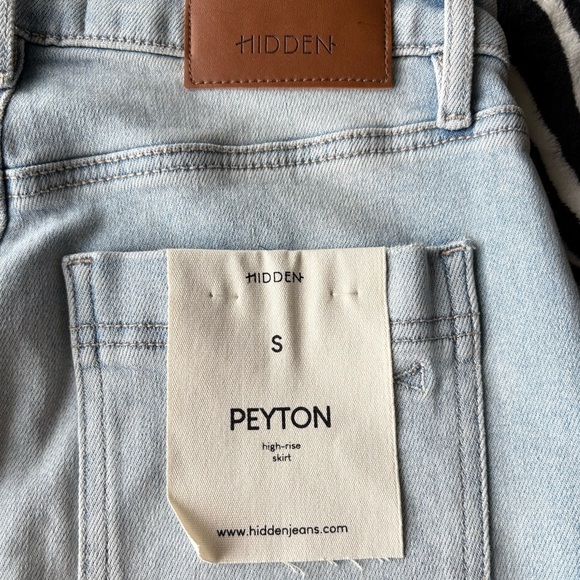 HIDDEN
HIDDEN
S
PEYTON
high-rise
skirt
www.hiddenjeans.com